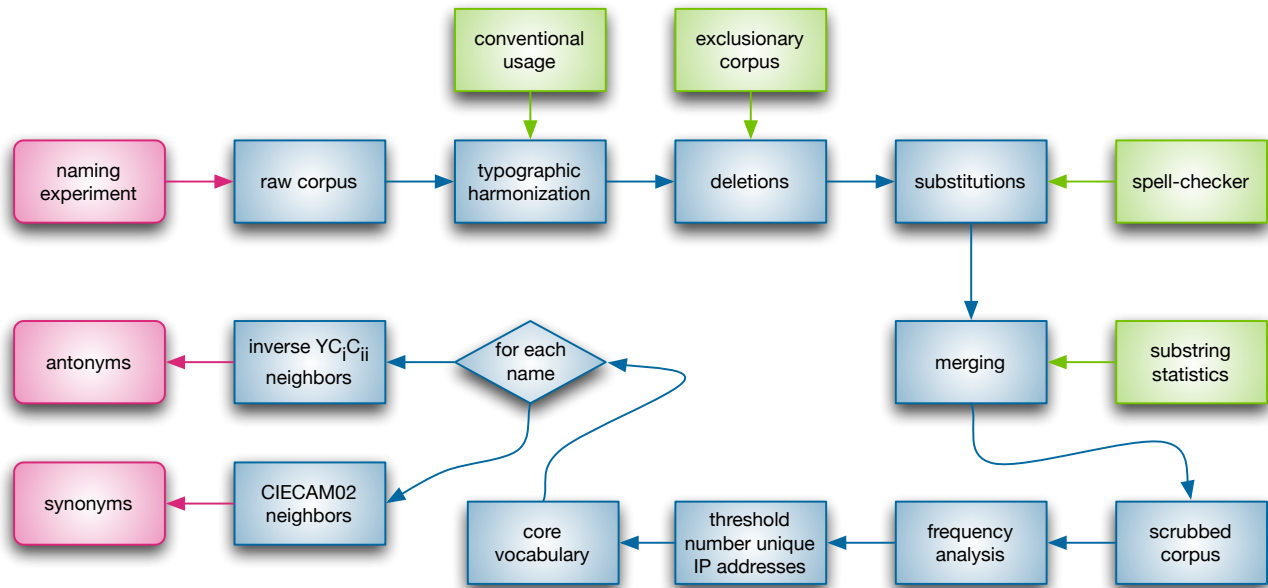 conventional
usage
exclusionary
corpus
naming
experiment
raw corpus
typographic
harmonization
deletions
substitutions
spell-checker
antonyms
inverse YCiCii
neighbors
for each
name
merging
substring
statistics
synonyms
CIECAM02
neighbors
core
vocabulary
threshold
number unique
IP addresses
frequency
analysis
scrubbed
corpus